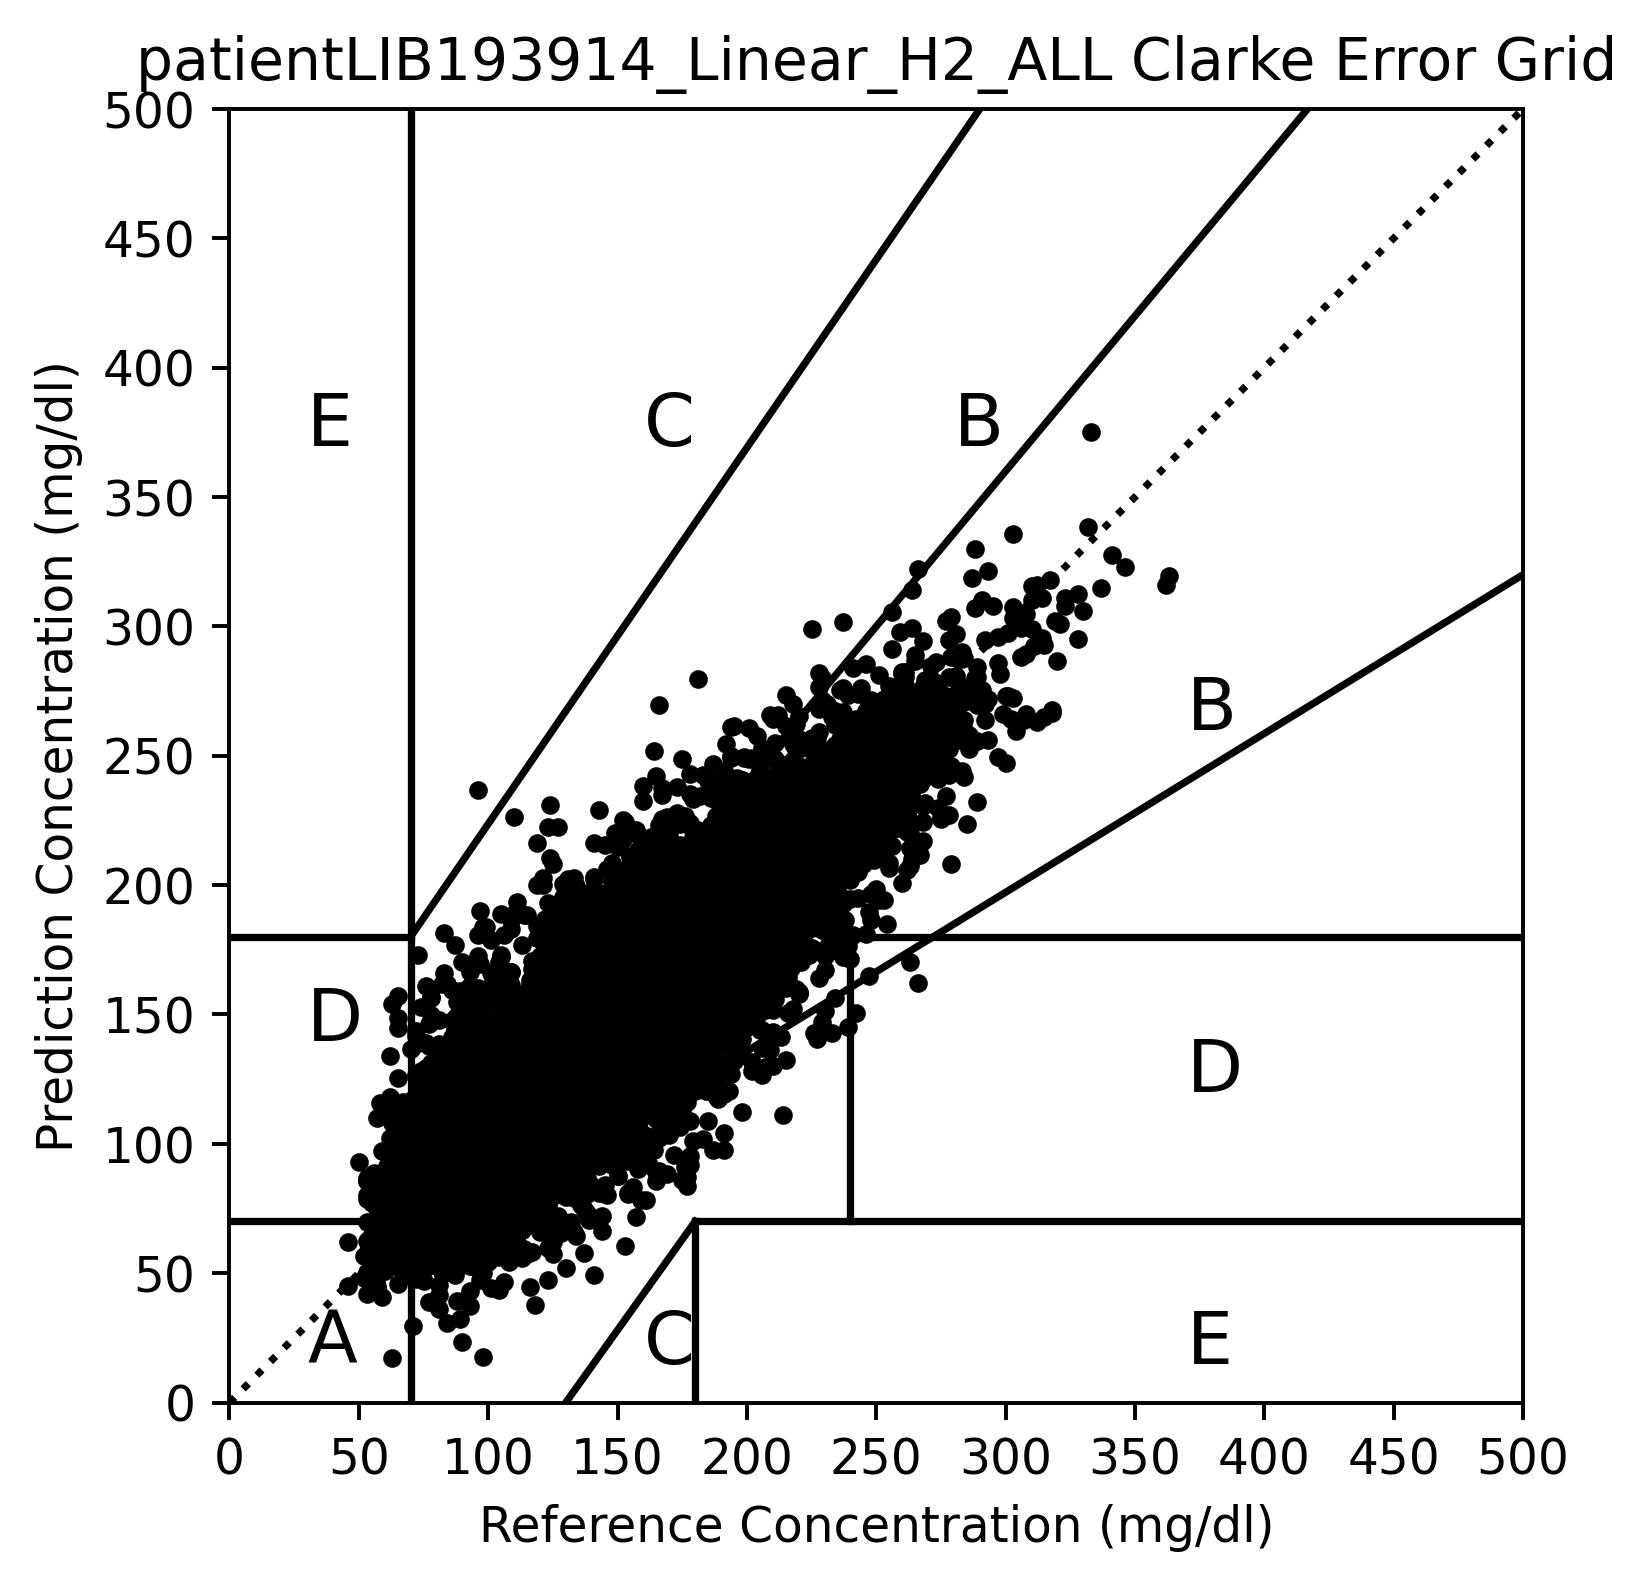 patientLIB193914_Linear_H2_ALL Clarke Error Grid
500
450
400
350
300
250
200
150
100
50
0
Prediction Concentration (mg/dl)
E
C
B
B
D
D
A
C
E
0 50 100 150 200 250 300 350 400 450 500
Reference Concentration (mg/dl)